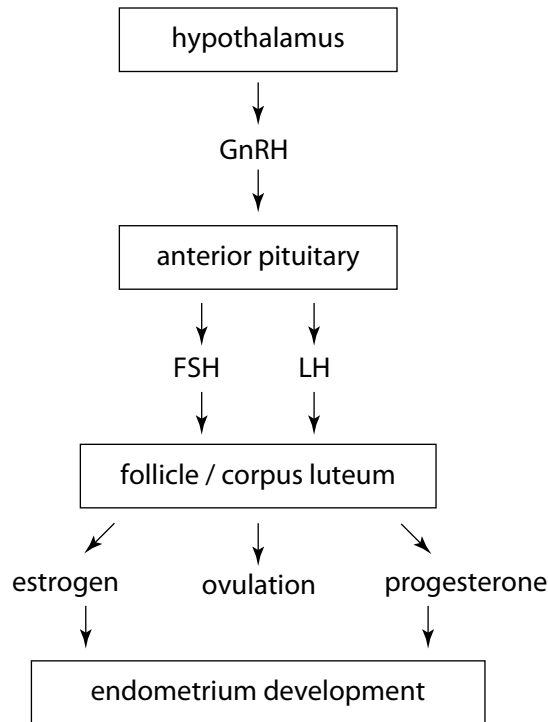 hypothalamus
GnRH
anterior pituitary
FSH LH
follicle / corpus luteum
estrogen ovulation progesterone
endometrium development